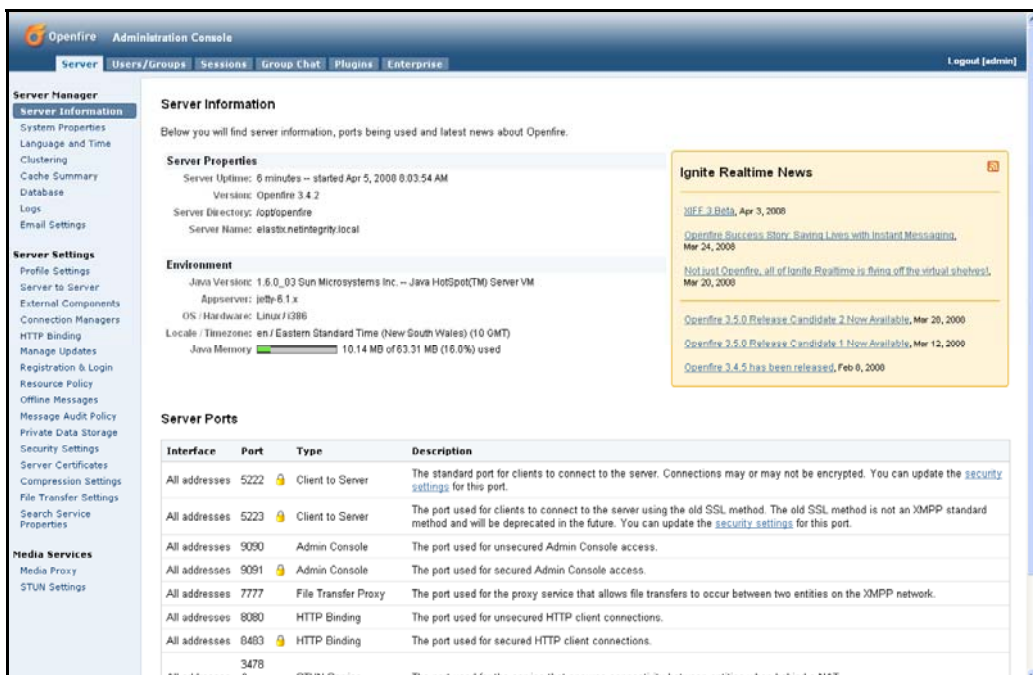 Openfire Administration Console
Server Users/Groups Sessions Group Chat Plugins Enterprise
Logout [admin]
Server Manager
Server Information
System Properties
Language and Time
Clustering
Cache Summary
Database
Logs
Email Settings
Server Settings
Profile Settings
Server to Server
External Components
Connection Managers
HTTP Binding
Manage Updates
Registration & Login
Resource Policy
Offline Messages
Message Audit Policy
Private Data Storage
Security Settings
Server Certificates
Compression Settings
File Transfer Settings
Search Service
Properties
Media Services
Media Proxy
STUN Settings
Server Information
Below you will find server information, ports being used and latest news about Openfire.
Server Properties
Server Uptime: 6 minutes -- started Apr 5, 2008 8:03:54 AM
Version: Openfire 3.4.2
Server Directory: /opt/openfire
Server Name: elastix.netintegrity.local
Environment
Java Version: 1.6.0_03 Sun Microsystems Inc. -- Java HotSpot(TM) Server VM
Appserver: jetty-6.1.x
OS / Hardware: Linux / i386
Locale / Timezone: en / Eastern Standard Time (New South Wales) (10 GMT)
Java Memory 10.14 MB of 63.31 MB (16.0%) used
Ignite Realtime News
XIFF 3 Beta, Apr 3, 2008
Openfire Success Story: Saving Lives with Instant Messaging,
Mar 24, 2008
Not just Openfire, all of Ignite Realtime is flying off the virtual shelves!,
Mar 20, 2008
Openfire 3.5.0 Release Candidate 2 Now Available, Mar 20, 2008
Openfire 3.5.0 Release Candidate 1 Now Available, Mar 12, 2008
Openfire 3.4.5 has been released, Feb 8, 2008
Server Ports
Interface Port Type Description
All addresses 5222 Client to Server The standard port for clients to connect to the server. Connections may or may not be encrypted. You can update the security
settings for this port.
All addresses 5223 Client to Server The port used for clients to connect to the server using the old SSL method. The old SSL method is not an XMPP standard
method and will be deprecated in the future. You can update the security settings for this port.
All addresses 9090 Admin Console The port used for unsecured Admin Console access.
All addresses 9091 Admin Console The port used for secured Admin Console access.
All addresses 7777 File Transfer Proxy The port used for the proxy service that allows file transfers to occur between two entities on the XMPP network.
All addresses 8080 HTTP Binding The port used for unsecured HTTP client connections.
All addresses 8483 HTTP Binding The port used for secured HTTP client connections.
3478